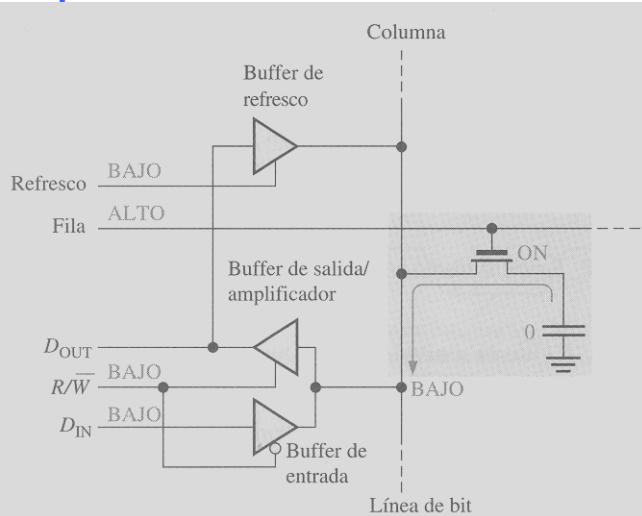 Columna
Buffer de
refresco
BAJO
Refresco
ALTO
Fila
ON
Buffer de salida/
amplificador
0
DOUT
BAJO
R/W̅
BAJO
BAJO
DIN
Buffer de
entrada
Línea de bit